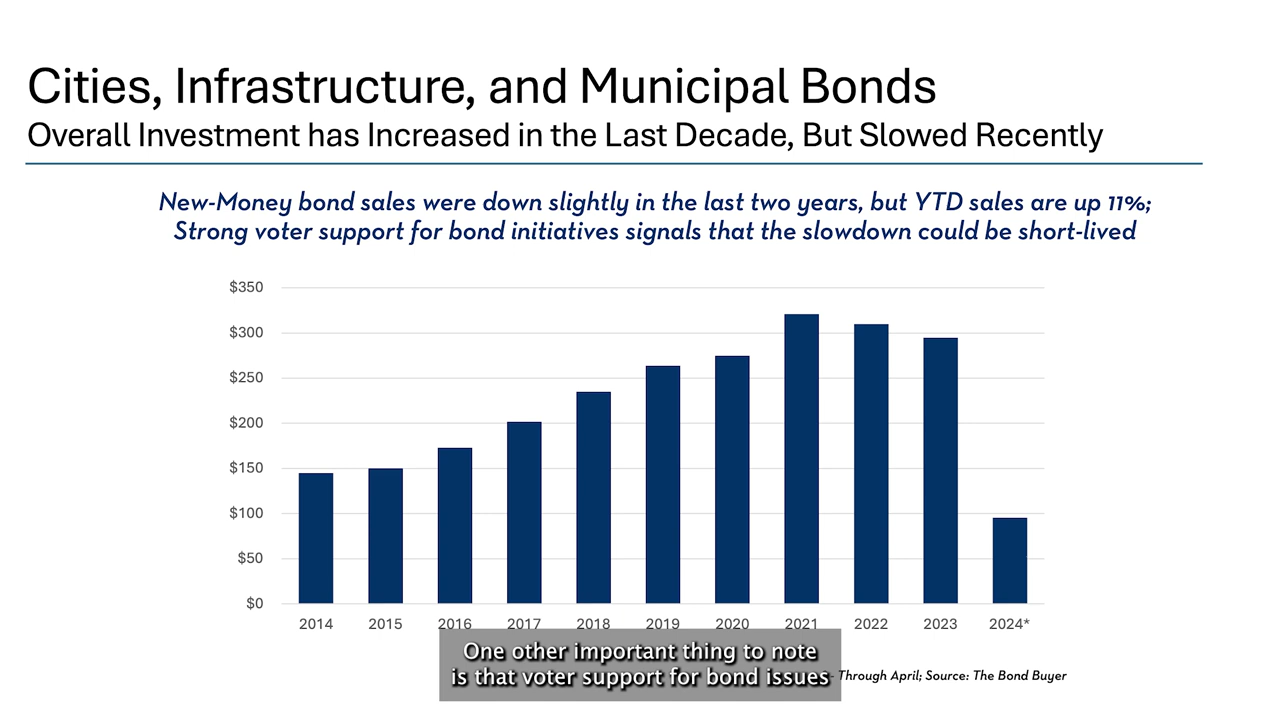 Cities, Infrastructure, and Municipal Bonds
Overall Investment has Increased in the Last Decade, But Slowed Recently
New-Money bond sales were down slightly in the last two years, but YTD sales are up 11%;
Strong voter support for bond initiatives signals that the slowdown could be short-lived
$350
$300
$250
$200
$150
$100
$50
$0
2014 2015 2016 2017 2018 2019 2020 2021 2022 2023 2024*
One other important thing to note
is that voter support for bond issues
Through April; Source: The Bond Buyer